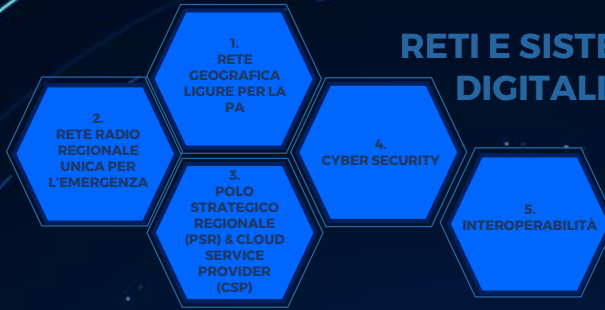 RETI E SISTE
DIGITALI
1.
RETE
GEOGRAFICA
LIGURE PER LA
PA
2.
RETE RADIO
REGIONALE
UNICA PER
L'EMERGENZA
3.
POLO
STRATEGICO
REGIONALE
(PSR) & CLOUD
SERVICE
PROVIDER
(CSP)
4.
CYBER SECURITY
5.
INTEROPERABILITÀ